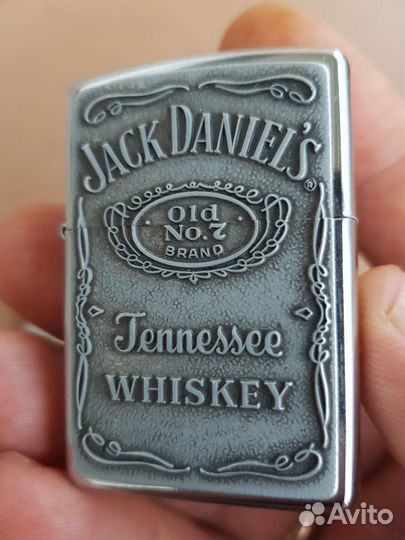 JACK DANIEL'S®
Old
No. 7
BRAND
Tennessee
WHISKEY
Avito